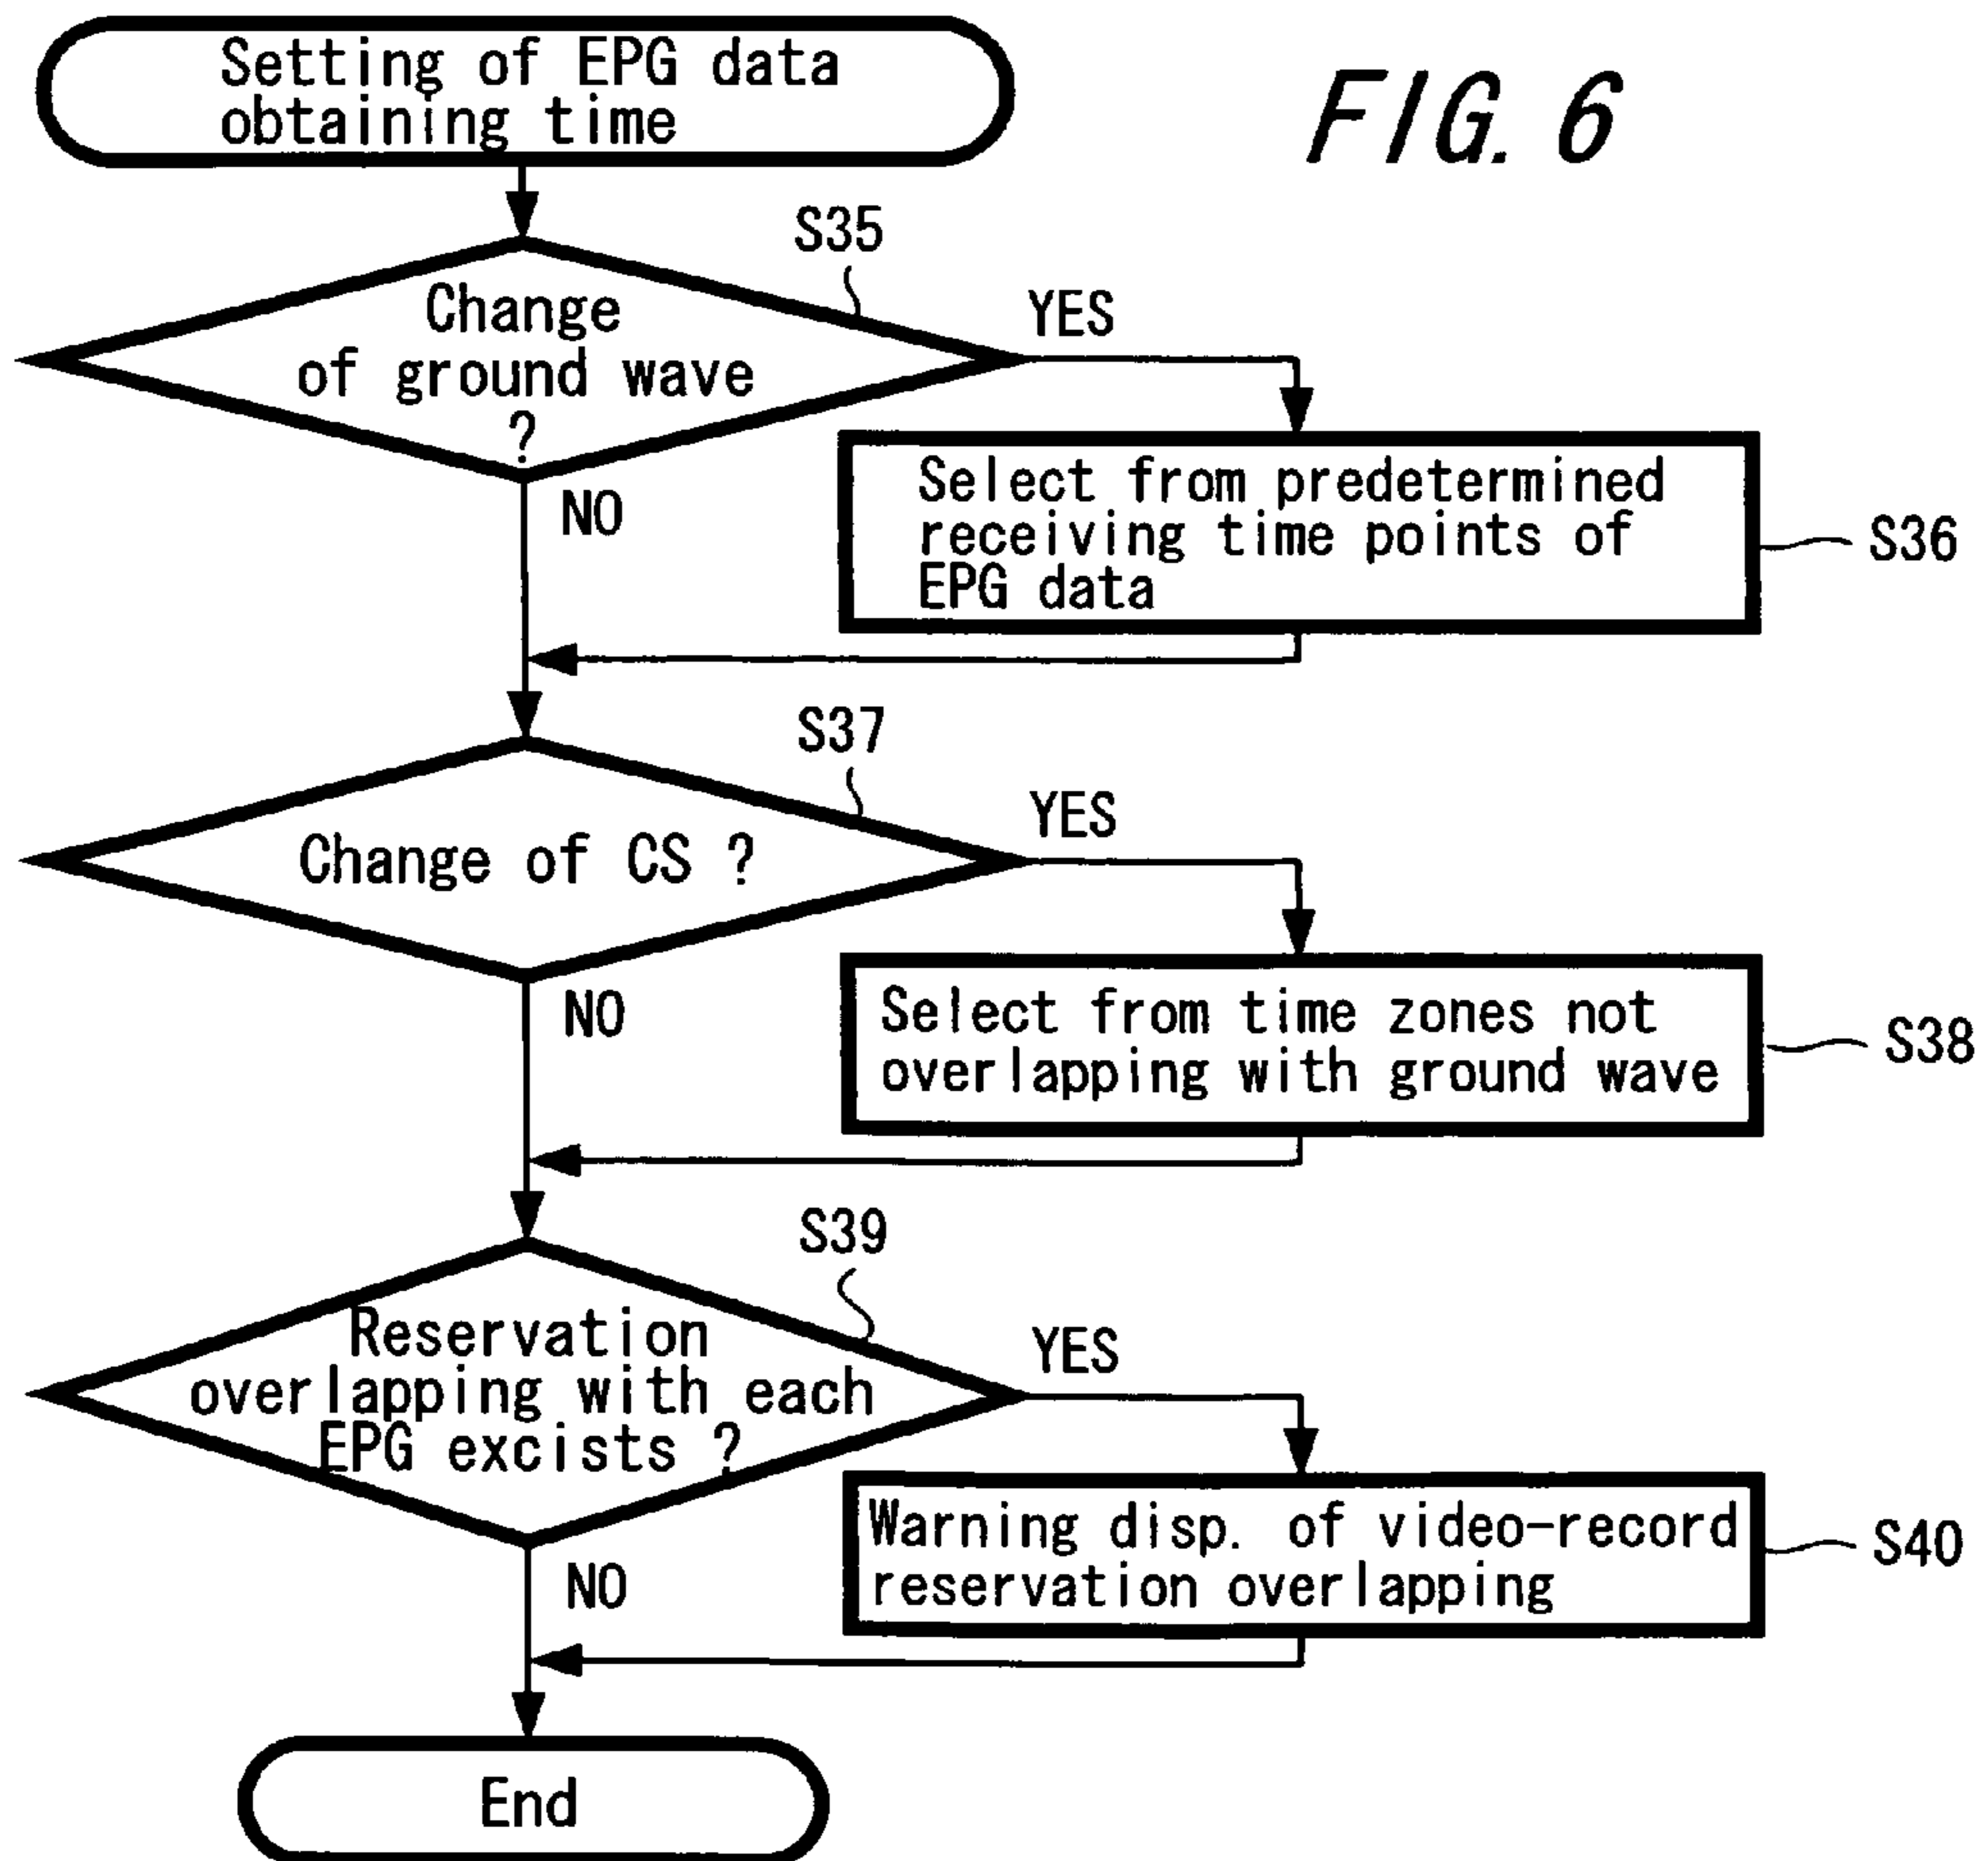 Setting of EPG data
obtaining time
FIG. 6
S35
Change
of ground wave
?
YES
NO
Select from predetermined
receiving time points of
EPG data
S36
S37
Change of CS ?
YES
NO
Select from time zones not
overlapping with ground wave
S38
S39
Reservation
overlapping with each
EPG excists ?
YES
NO
Warning disp. of video-record
reservation overlapping
S40
End